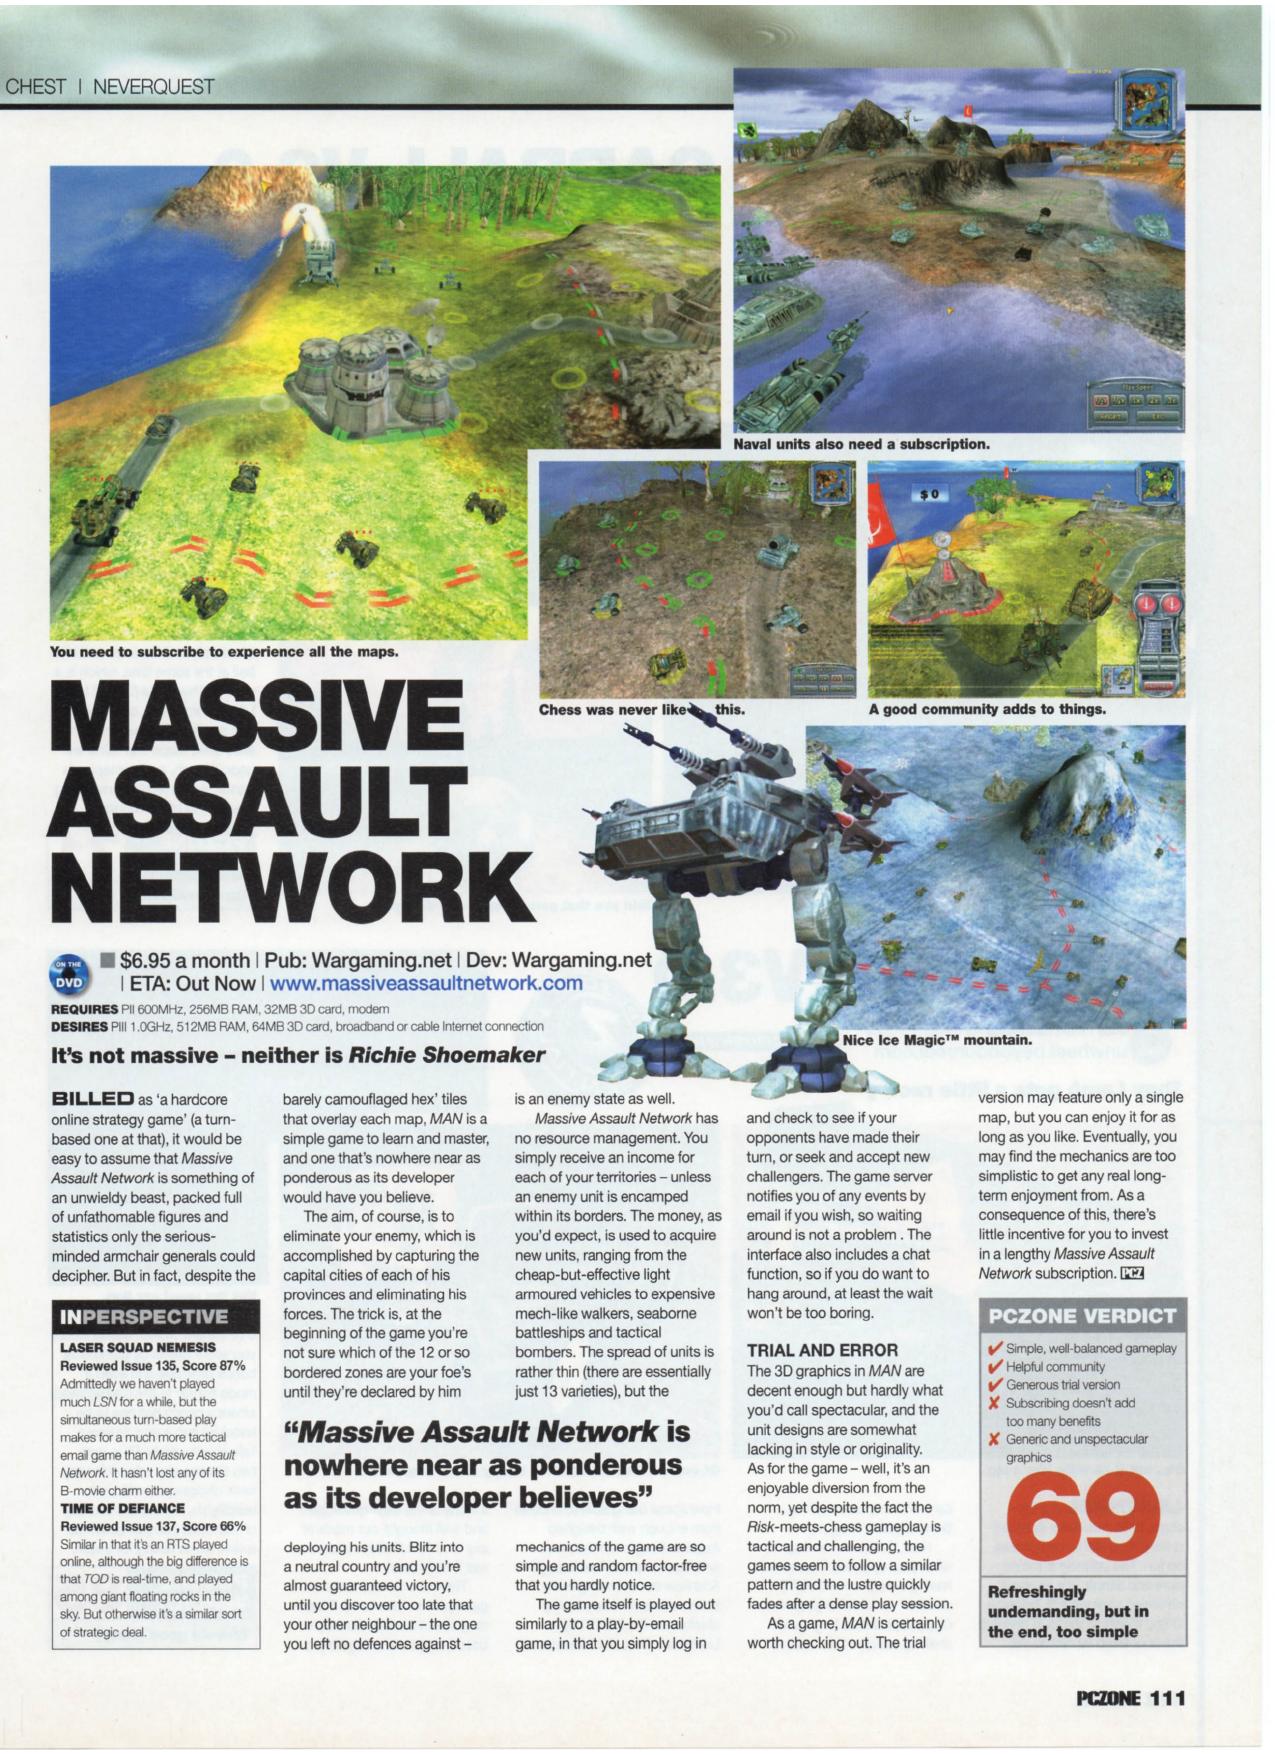 CHEST | NEVERQUEST
$ 0
Naval units also need a subscription.
You need to subscribe to experience all the maps.
Chess was never like this.
A good community adds to things.
MASSIVE
ASSAULT
NETWORK
ON THE
DVD
$6.95 a month | Pub: Wargaming.net | Dev: Wargaming.net
| ETA: Out Now | www.massiveassaultnetwork.com
REQUIRES PII 600MHz, 256MB RAM, 32MB 3D card, modem
DESIRES PIII 1.0GHz, 512MB RAM, 64MB 3D card, broadband or cable Internet connection
It's not massive – neither is Richie Shoemaker
Nice Ice Magic™ mountain.
BILLED as 'a hardcore
online strategy game' (a turn-
based one at that), it would be
easy to assume that Massive
Assault Network is something of
an unwieldy beast, packed full
of unfathomable figures and
statistics only the serious-
minded armchair generals could
decipher. But in fact, despite the
INPERSPECTIVE
LASER SQUAD NEMESIS
Reviewed Issue 135, Score 87%
Admittedly we haven't played
much LSN for a while, but the
simultaneous turn-based play
makes for a much more tactical
email game than Massive Assault
Network. It hasn't lost any of its
B-movie charm either.
TIME OF DEFIANCE
Reviewed Issue 137, Score 66%
Similar in that it's an RTS played
online, although the big difference is
that TOD is real-time, and played
among giant floating rocks in the
sky. But otherwise it's a similar sort
of strategic deal.
barely camouflaged hex' tiles
that overlay each map, MAN is a
simple game to learn and master,
and one that's nowhere near as
ponderous as its developer
would have you believe.
The aim, of course, is to
eliminate your enemy, which is
accomplished by capturing the
capital cities of each of his
provinces and eliminating his
forces. The trick is, at the
beginning of the game you're
not sure which of the 12 or so
bordered zones are your foe's
until they're declared by him
"Massive Assault Network is
nowhere near as ponderous
as its developer believes"
deploying his units. Blitz into
a neutral country and you're
almost guaranteed victory,
until you discover too late that
your other neighbour – the one
you left no defences against –
is an enemy state as well.
Massive Assault Network has
no resource management. You
simply receive an income for
each of your territories – unless
an enemy unit is encamped
within its borders. The money, as
you'd expect, is used to acquire
new units, ranging from the
cheap-but-effective light
armoured vehicles to expensive
mech-like walkers, seaborne
battleships and tactical
bombers. The spread of units is
rather thin (there are essentially
just 13 varieties), but the
mechanics of the game are so
simple and random factor-free
that you hardly notice.
The game itself is played out
similarly to a play-by-email
game, in that you simply log in
and check to see if your
opponents have made their
turn, or seek and accept new
challengers. The game server
notifies you of any events by
email if you wish, so waiting
around is not a problem . The
interface also includes a chat
function, so if you do want to
hang around, at least the wait
won't be too boring.
TRIAL AND ERROR
The 3D graphics in MAN are
decent enough but hardly what
you'd call spectacular, and the
unit designs are somewhat
lacking in style or originality.
As for the game – well, it's an
enjoyable diversion from the
norm, yet despite the fact the
Risk-meets-chess gameplay is
tactical and challenging, the
games seem to follow a similar
pattern and the lustre quickly
fades after a dense play session.
As a game, MAN is certainly
worth checking out. The trial
version may feature only a single
map, but you can enjoy it for as
long as you like. Eventually, you
may find the mechanics are too
simplistic to get any real long-
term enjoyment from. As a
consequence of this, there's
little incentive for you to invest
in a lengthy Massive Assault
Network subscription. PCZ
PCZONE VERDICT
✔ Simple, well-balanced gameplay
✔ Helpful community
✔ Generous trial version
✘ Subscribing doesn't add
too many benefits
✘ Generic and unspectacular
graphics
69
Refreshingly
undemanding, but in
the end, too simple
PCZONE 111